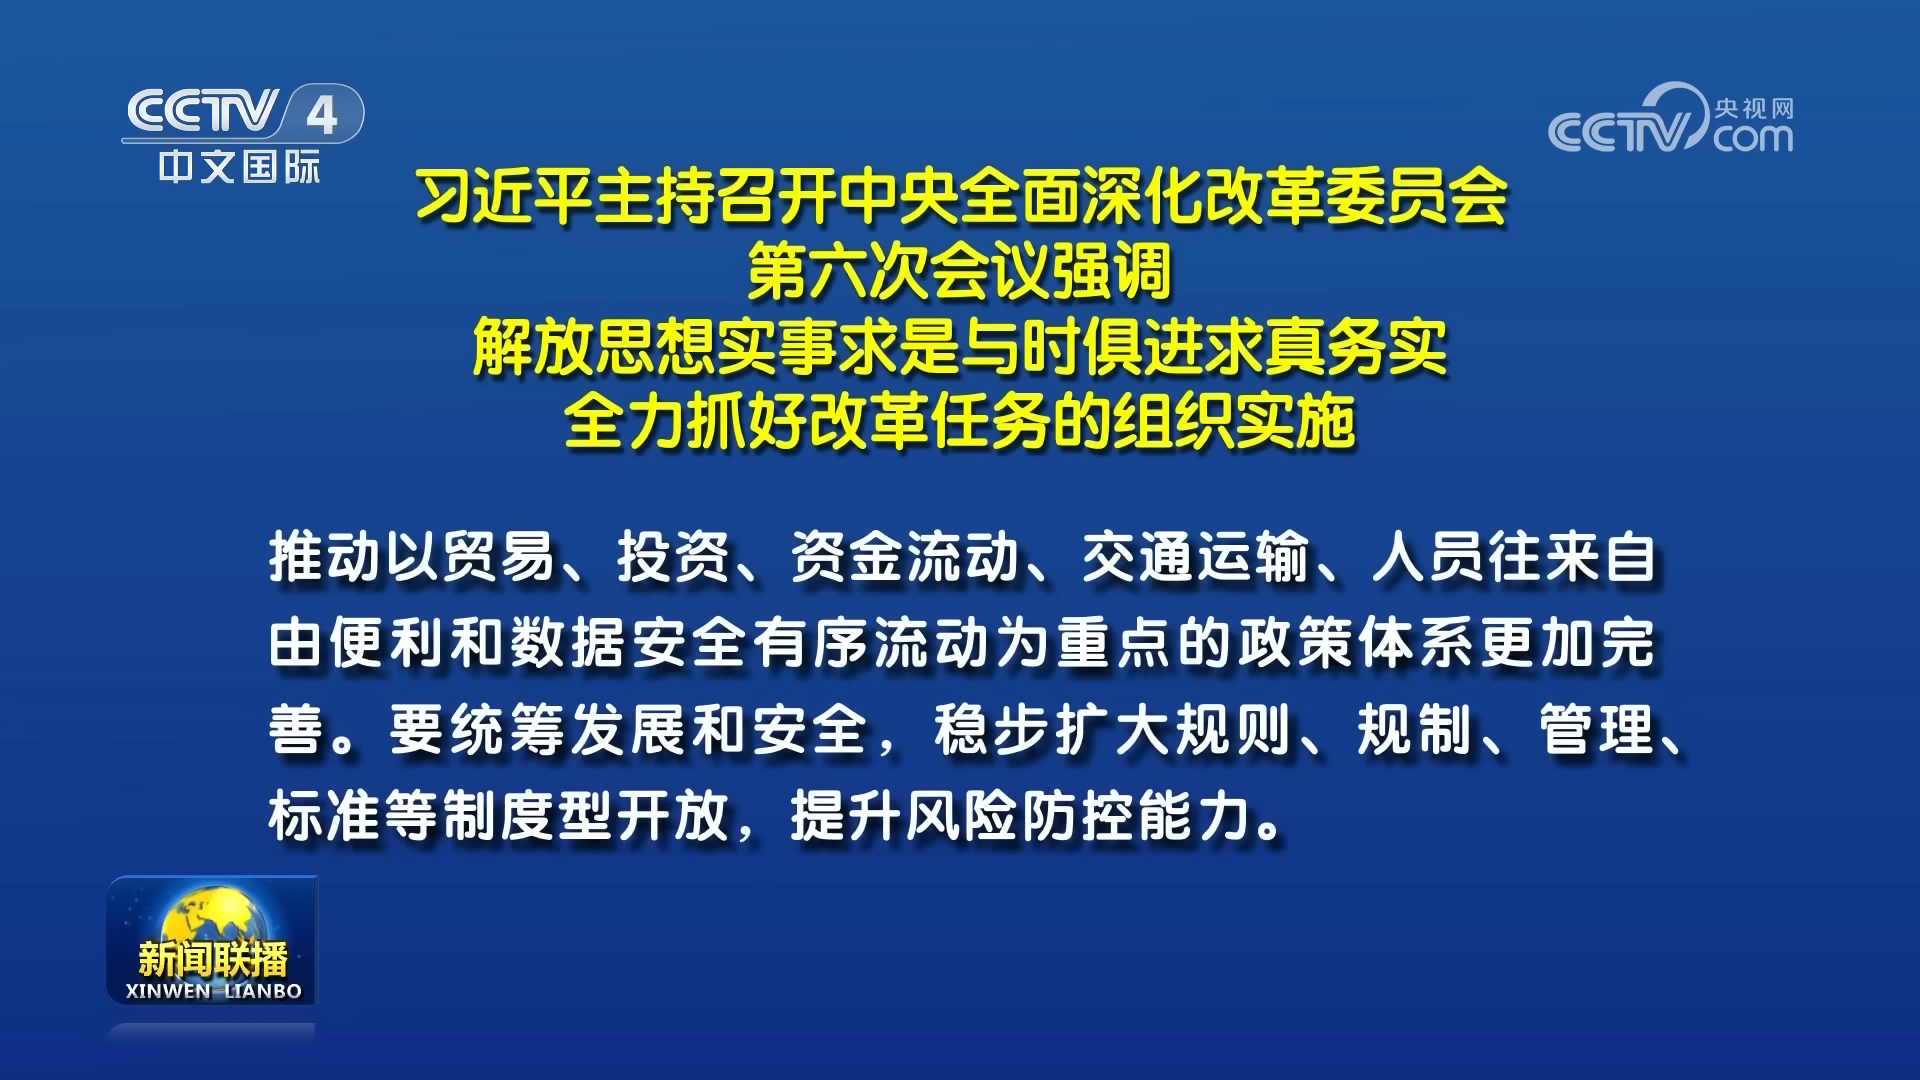 CCTV 4
中文国际
CCTV 央视网
com
习近平主持召开中央全面深化改革委员会
第六次会议强调
解放思想实事求是与时俱进求真务实
全力抓好改革任务的组织实施
推动以贸易、投资、资金流动、交通运输、人员往来自
由便利和数据安全有序流动为重点的政策体系更加完
善。要统筹发展和安全，稳步扩大规则、规制、管理、
标准等制度型开放，提升风险防控能力。
新闻联播
XINWEN LIANBO